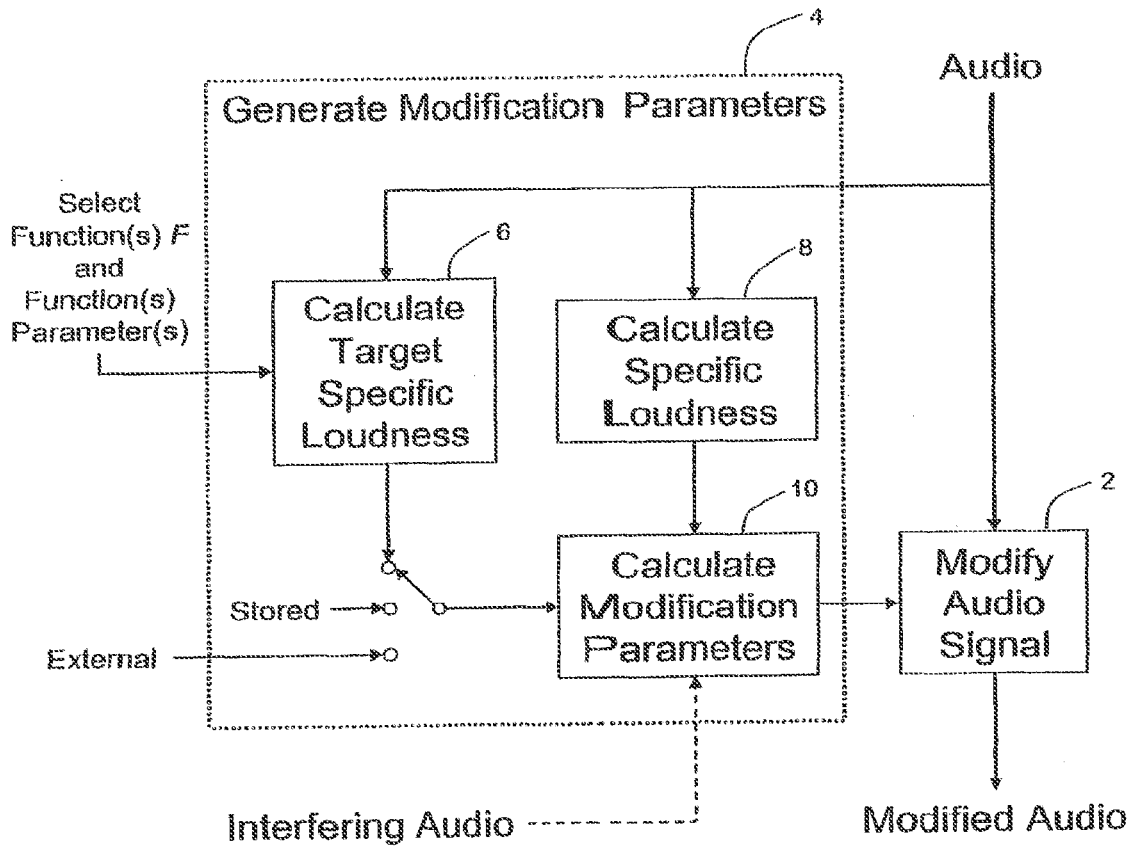 4
Audio
Generate Modification Parameters
Select
Function(s) F
and
Function(s)
Parameter(s)
6
Calculate
Target
Specific
Loudness
8
Calculate
Specific
Loudness
10
Calculate
Modification
Parameters
2
Modify
Audio
Signal
Stored
External
Interfering Audio
Modified Audio